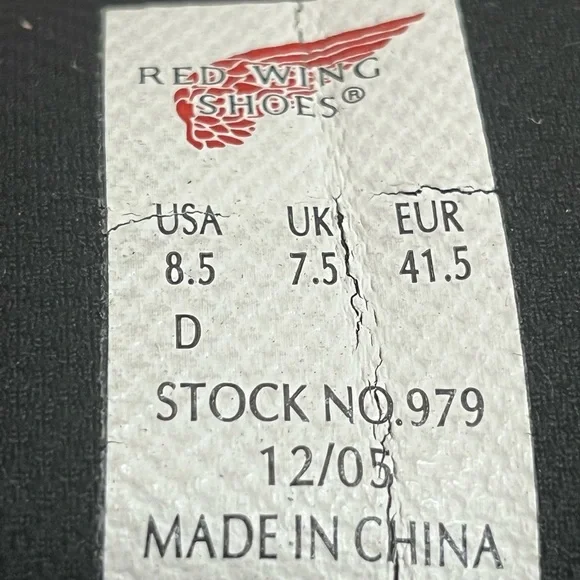 RED WING
SHOES®
USA UK EUR
8.5 7.5 41.5
D
STOCK NO.979
12/05
MADE IN CHINA